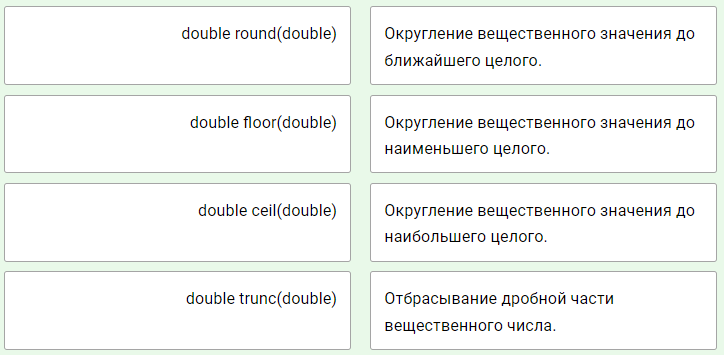 double round(double)
Округление вещественного значения до
ближайшего целого.
double floor(double)
Округление вещественного значения до
наименьшего целого.
double ceil(double)
Округление вещественного значения до
наибольшего целого.
double trunc(double)
Отбрасывание дробной части
вещественного числа.